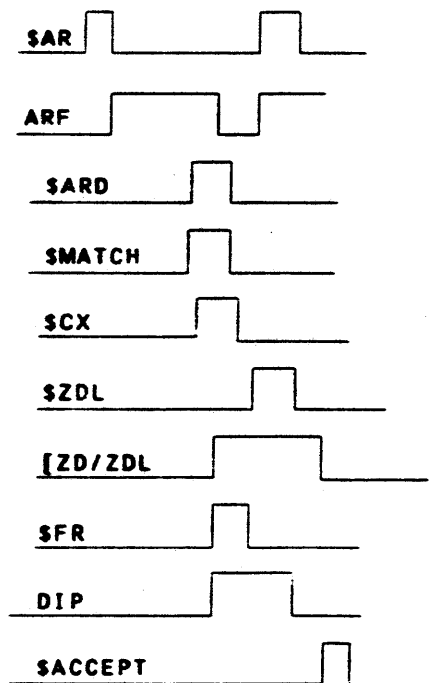 $AR
ARF
$ARD
$MATCH
$CX
$ZDL
[ZD/ZDL
$FR
DIP
$ACCEPT